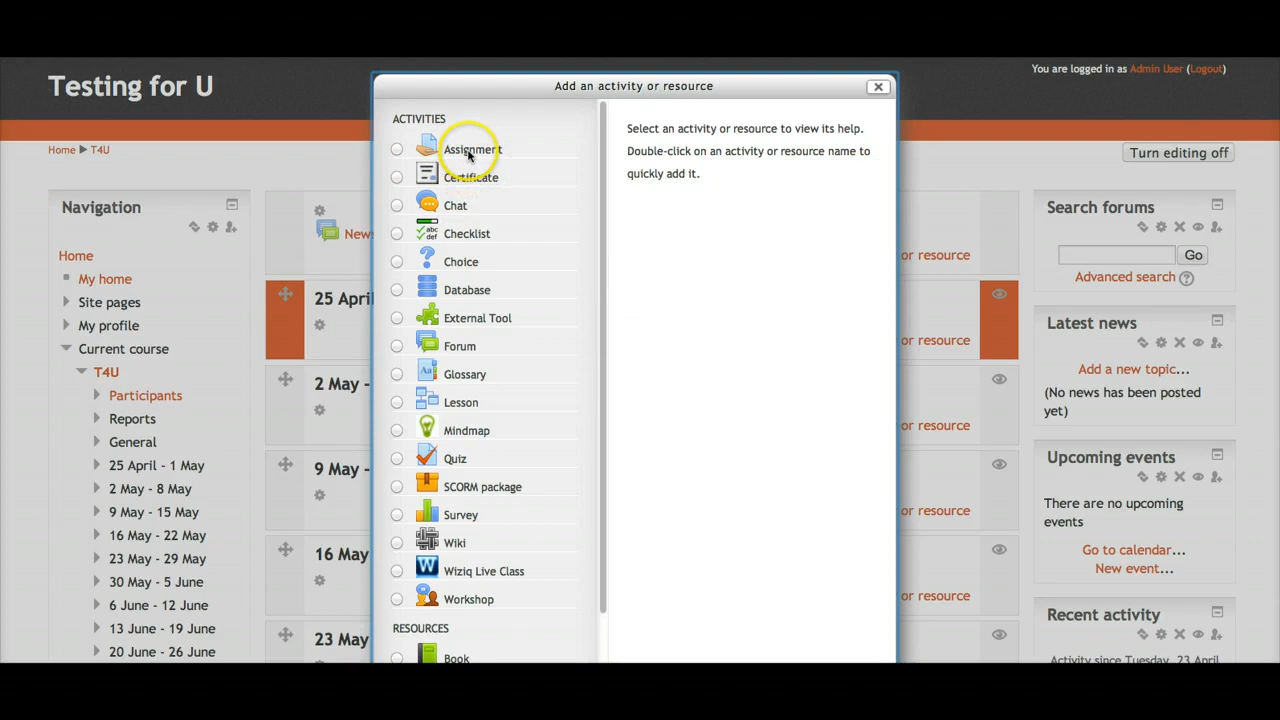 Testing for U
You are logged in as Admin User (Logout)
Home ▶ T4U
Turn editing off
Navigation
Home
My home
Site pages
My profile
Current course
T4U
Participants
Reports
General
25 April - 1 May
2 May - 8 May
9 May - 15 May
16 May - 22 May
23 May - 29 May
30 May - 5 June
6 June - 12 June
13 June - 19 June
20 June - 26 June
News
25 April
2 May -
9 May -
16 May
23 May
Add an activity or resource
ACTIVITIES
Assignment
Certificate
Chat
Checklist
Choice
Database
External Tool
Forum
Glossary
Lesson
Mindmap
Quiz
SCORM package
Survey
Wiki
Wiziq Live Class
Workshop
RESOURCES
Book
Select an activity or resource to view its help.
Double-click on an activity or resource name to
quickly add it.
or resource
or resource
or resource
or resource
or resource
Search forums
Go
Advanced search
Latest news
Add a new topic...
(No news has been posted
yet)
Upcoming events
There are no upcoming
events
Go to calendar...
New event...
Recent activity
Activity since Tuesday, 23 April